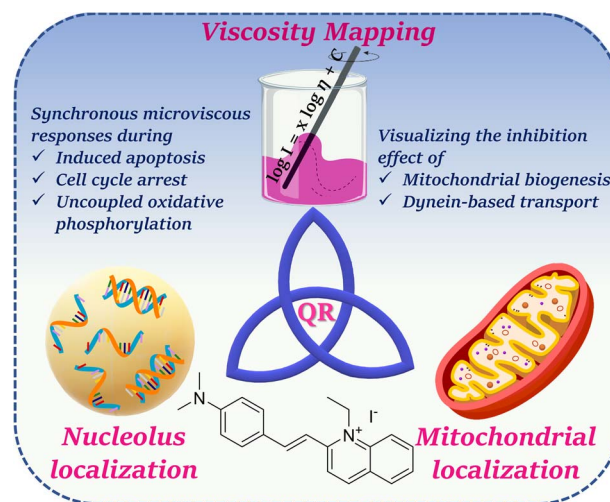 Viscosity Mapping
log I = x log η + C
Synchronous microviscous
responses during
✓ Induced apoptosis
✓ Cell cycle arrest
✓ Uncoupled oxidative
phosphorylation
Visualizing the inhibition
effect of
✓ Mitochondrial biogenesis
✓ Dynein-based transport
QR
N
N+
I-
Nucleolus
localization
Mitochondrial
localization